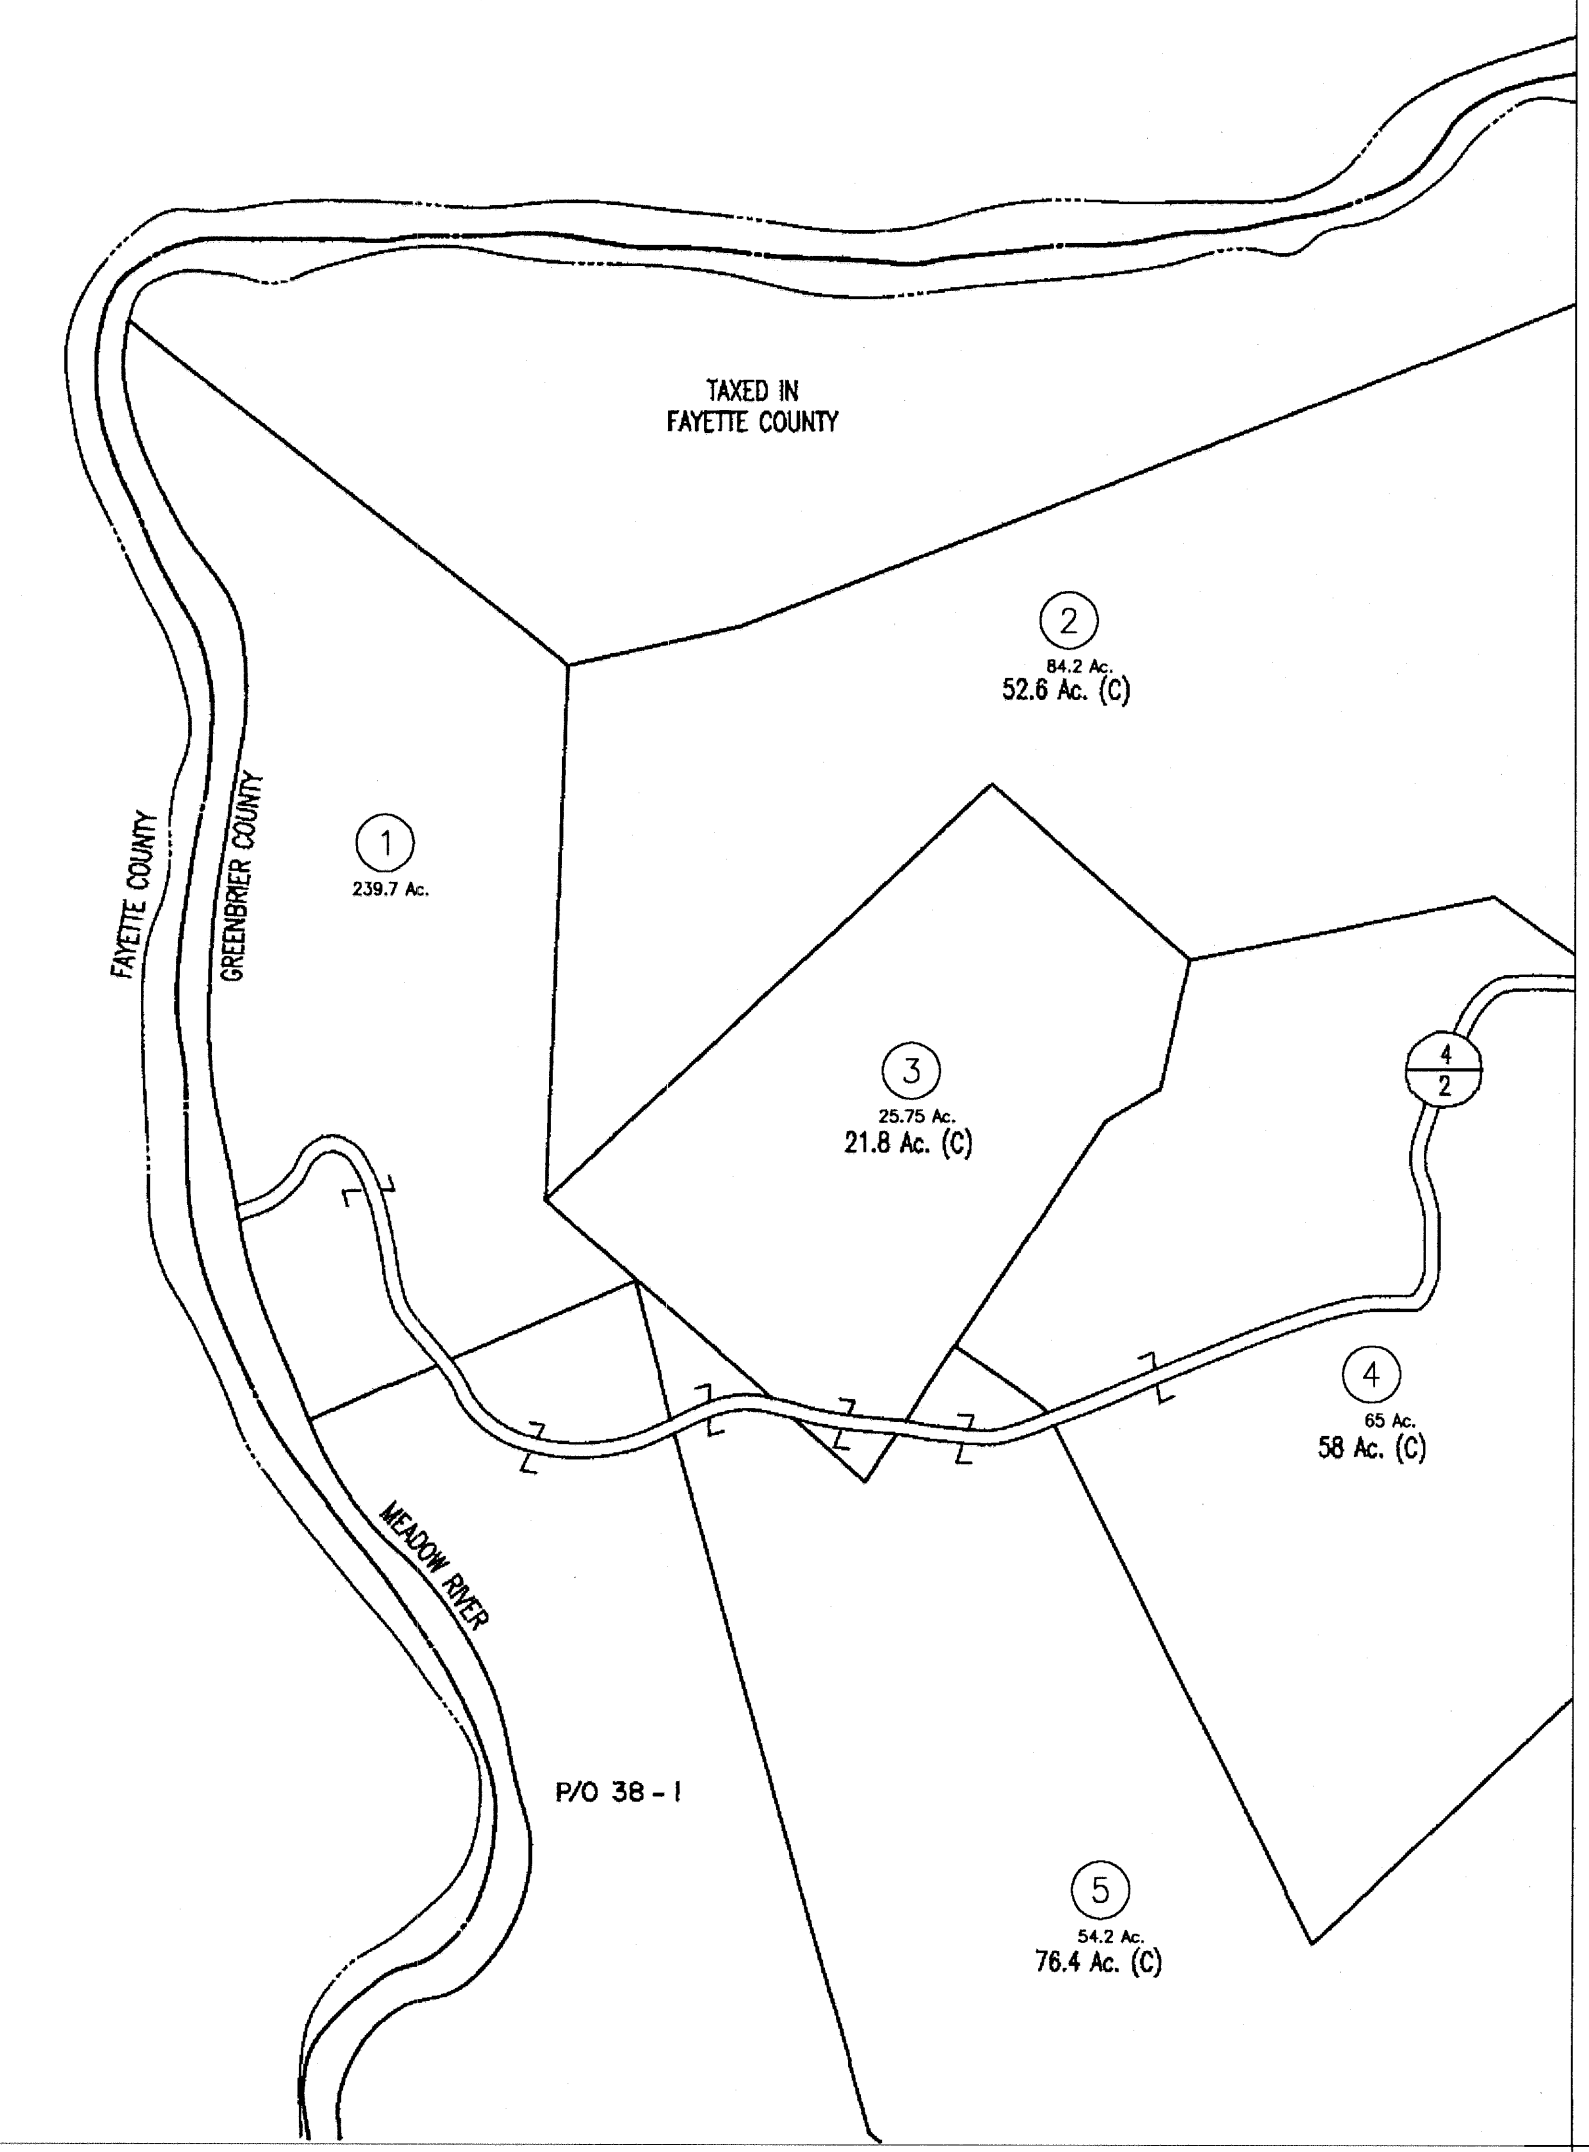 TAXED IN
FAYETTE COUNTY
2
84.2 Ac.
52.6 Ac. (C)
FAYETTE COUNTY
GREENBRIER COUNTY
1
239.7 Ac.
3
25.75 Ac.
21.8 Ac. (C)
4
2
4
65 Ac.
58 Ac. (C)
MEADOW RIVER
P/O 38-1
5
54.2 Ac.
76.4 Ac. (C)